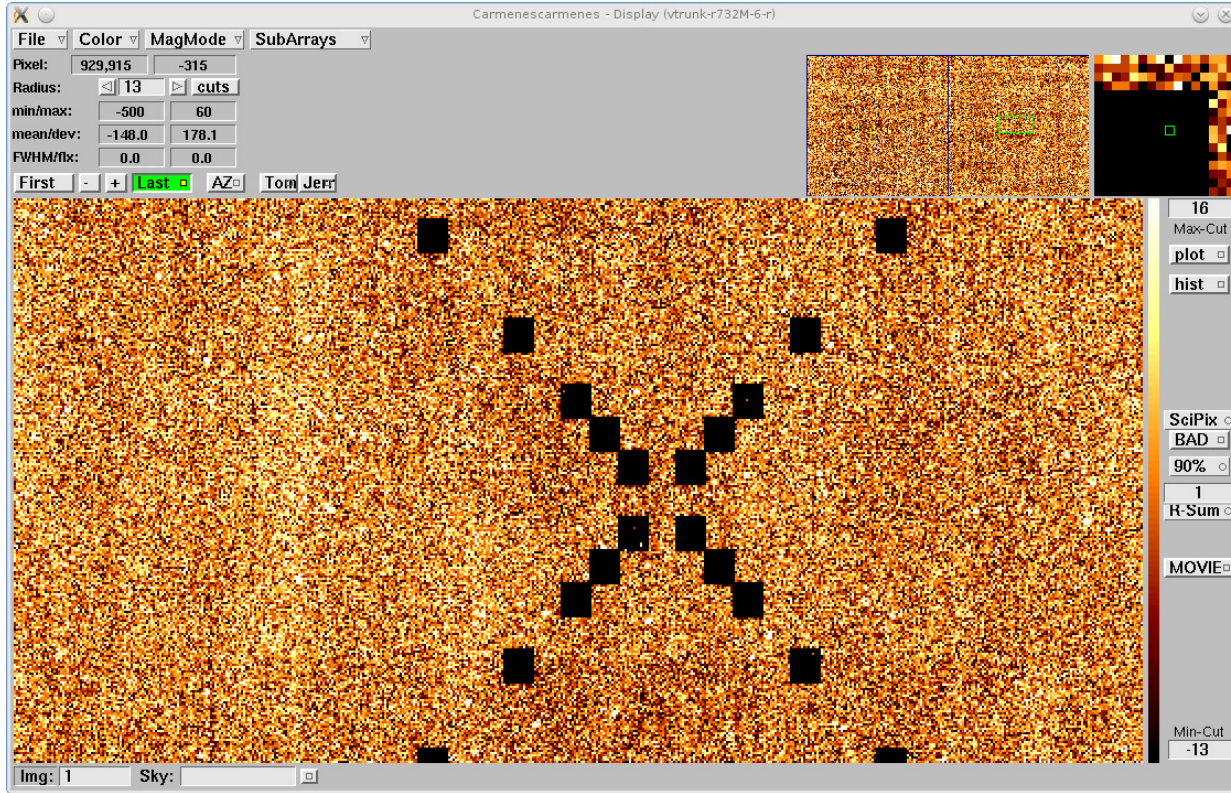 Carmenescarmenes - Display (vtrunk-r732M-6-r)
File Color MagMode SubArrays
Pixel: 929,915 -315
Radius: 13 cuts
min/max: -500 60
mean/dev: -148.0 178.1
FWHM/flx: 0.0 0.0
First - + Last AZ Tom Jerr
16
Max-Cut
plot
hist
SciPix
BAD
90%
1
R-Sum
MOVIE
Min-Cut
-13
Img: 1 Sky: